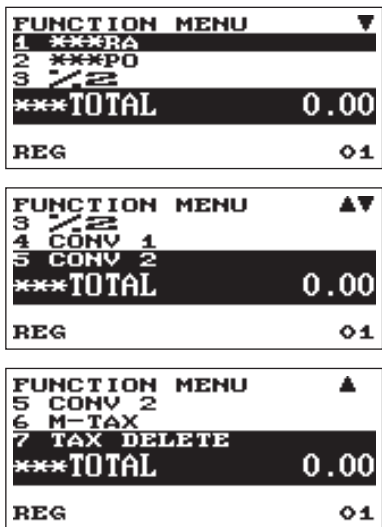 FUNCTION MENU ▼
1 ***RA
2 ***PO
3 ⁒2
***TOTAL 0.00
REG 01
FUNCTION MENU ▲▼
3 ⁒2
4 CONV 1
5 CONV 2
***TOTAL 0.00
REG 01
FUNCTION MENU ▲
5 CONV 2
6 M-TAX
7 TAX DELETE
***TOTAL 0.00
REG 01